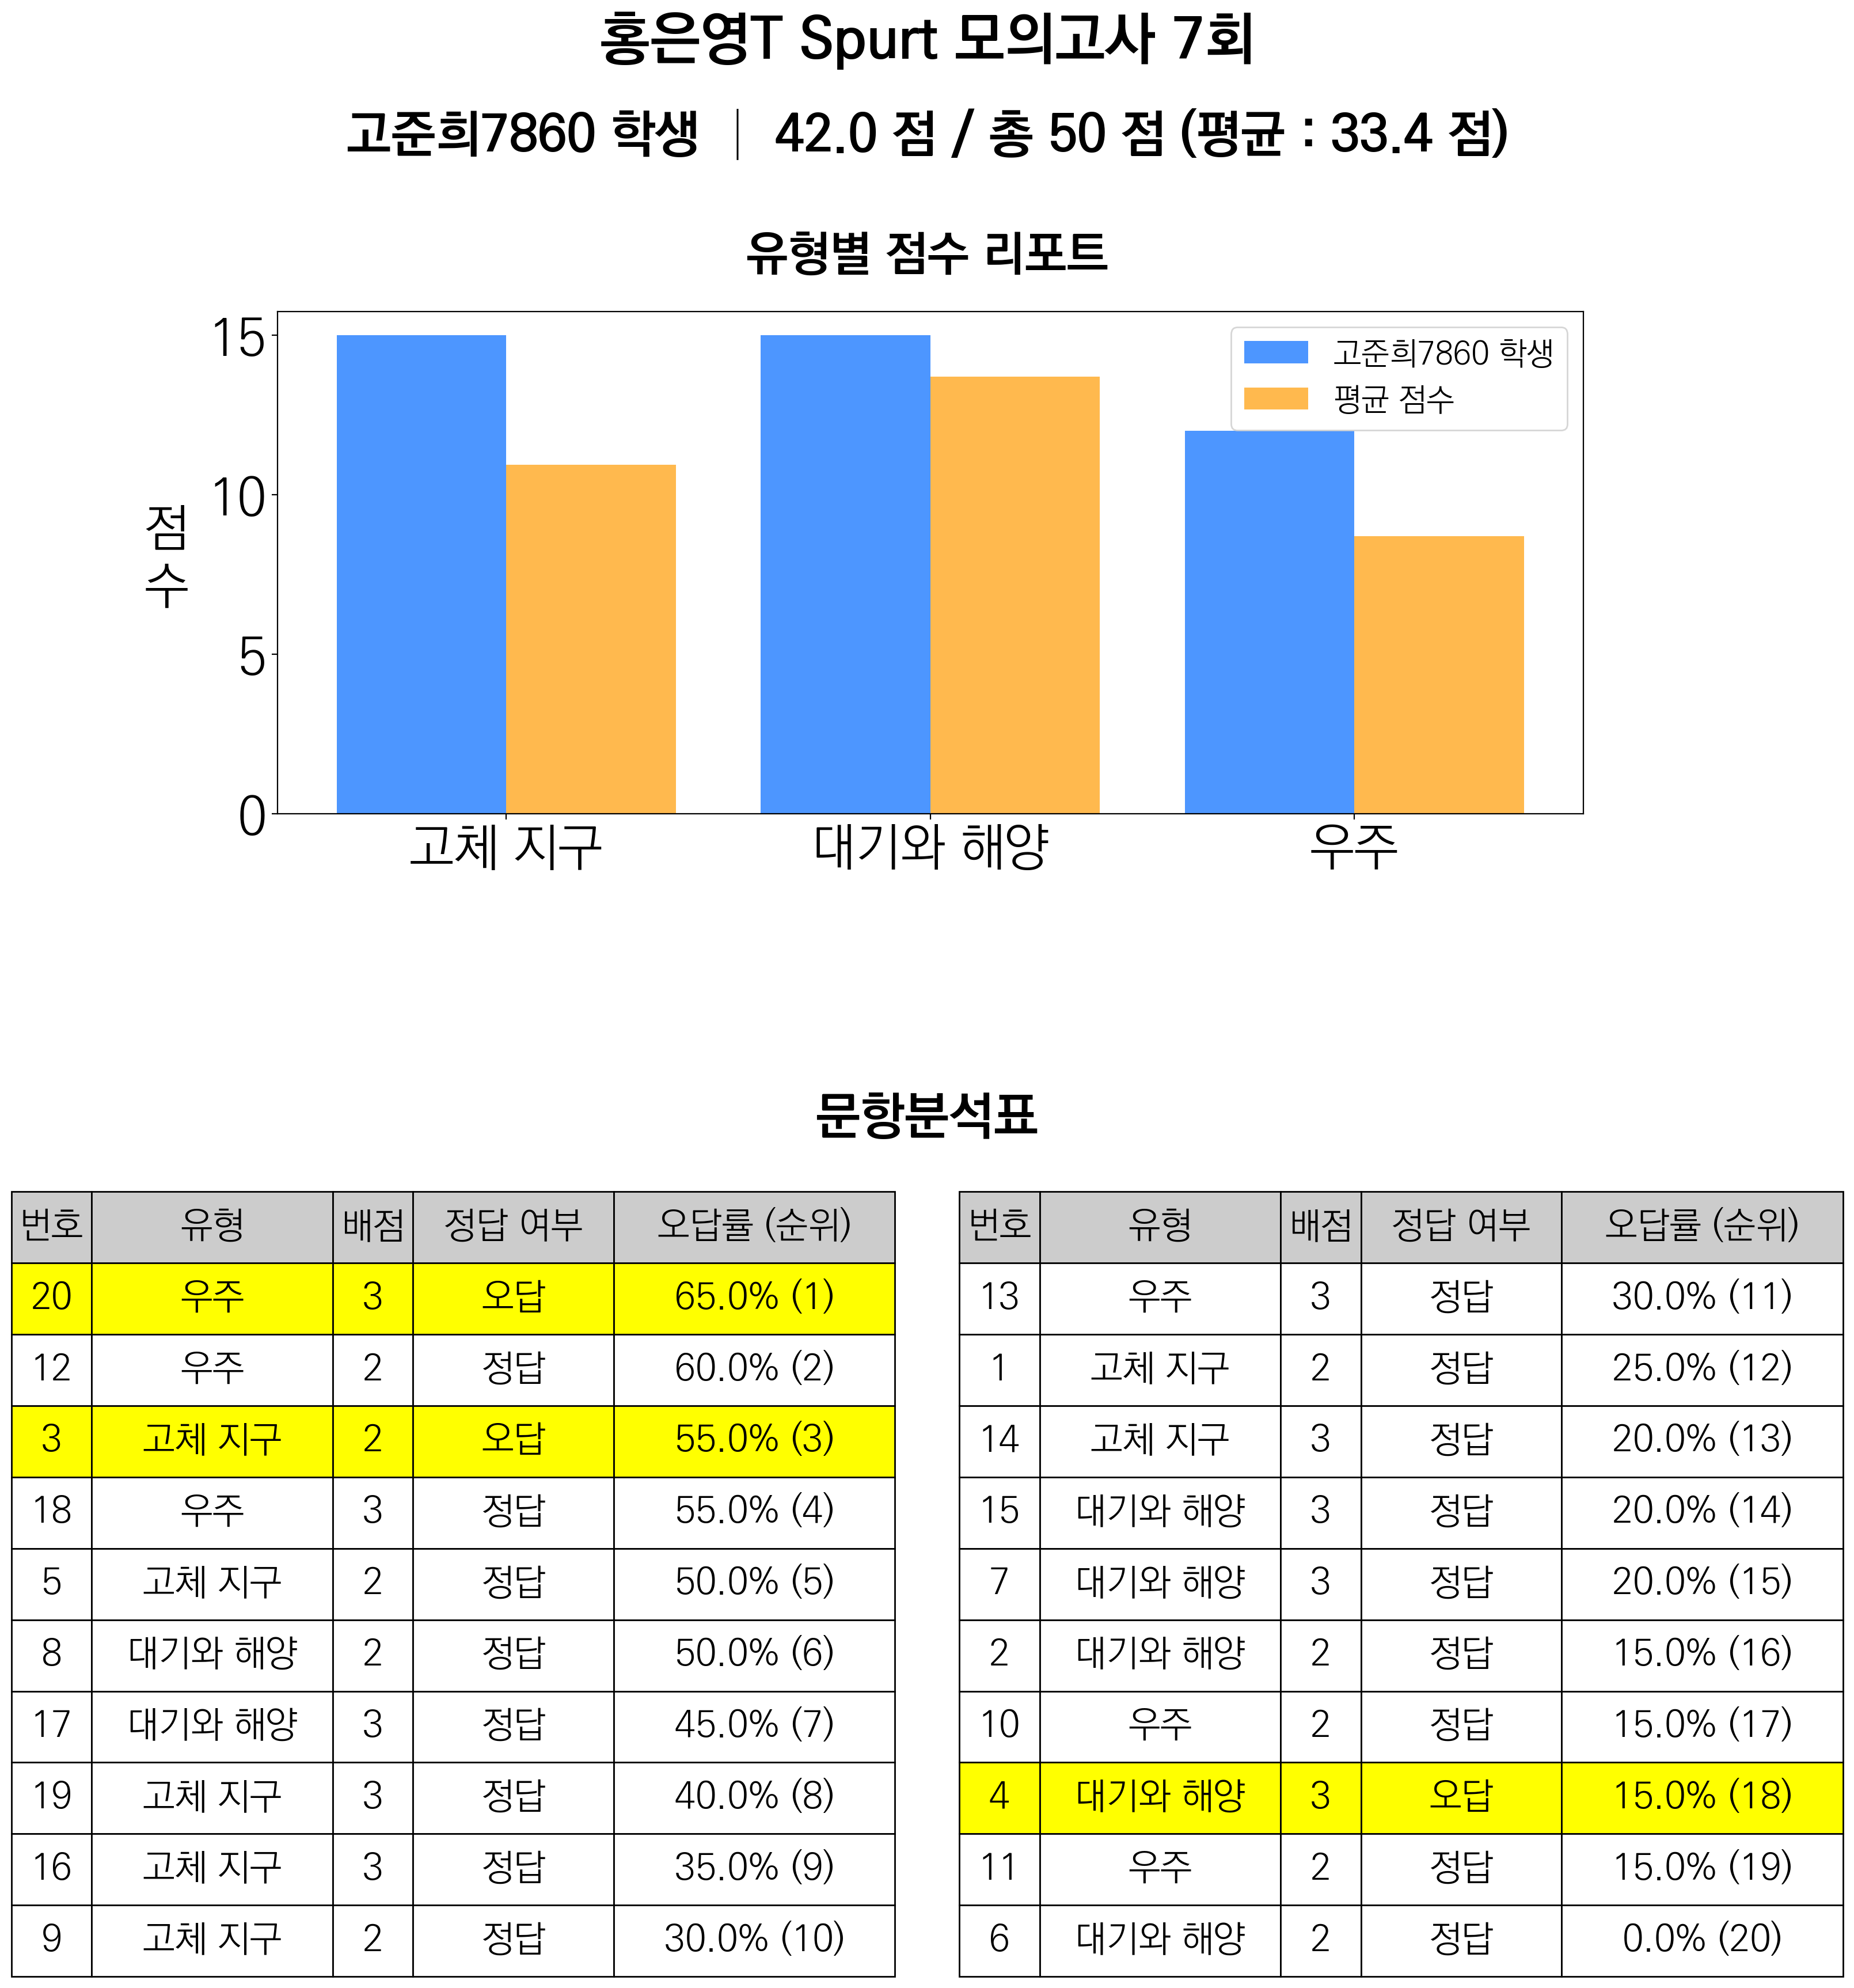 홍은영T Spurt 모의고사 7회
고준희7860 학생 │ 42.0 점 / 총 50 점 (평균 : 33.4 점)
유형별 점수 리포트
점수
15
10
5
0
고준희7860 학생
평균 점수
고체 지구 대기와 해양 우주
문항분석표
번호 유형 배점 정답 여부 오답률 (순위)
20 우주 3 오답 65.0% (1)
12 우주 2 정답 60.0% (2)
3 고체 지구 2 오답 55.0% (3)
18 우주 3 정답 55.0% (4)
5 고체 지구 2 정답 50.0% (5)
8 대기와 해양 2 정답 50.0% (6)
17 대기와 해양 3 정답 45.0% (7)
19 고체 지구 3 정답 40.0% (8)
16 고체 지구 3 정답 35.0% (9)
9 고체 지구 2 정답 30.0% (10)
번호 유형 배점 정답 여부 오답률 (순위)
13 우주 3 정답 30.0% (11)
1 고체 지구 2 정답 25.0% (12)
14 고체 지구 3 정답 20.0% (13)
15 대기와 해양 3 정답 20.0% (14)
7 대기와 해양 3 정답 20.0% (15)
2 대기와 해양 2 정답 15.0% (16)
10 우주 2 정답 15.0% (17)
4 대기와 해양 3 오답 15.0% (18)
11 우주 2 정답 15.0% (19)
6 대기와 해양 2 정답 0.0% (20)